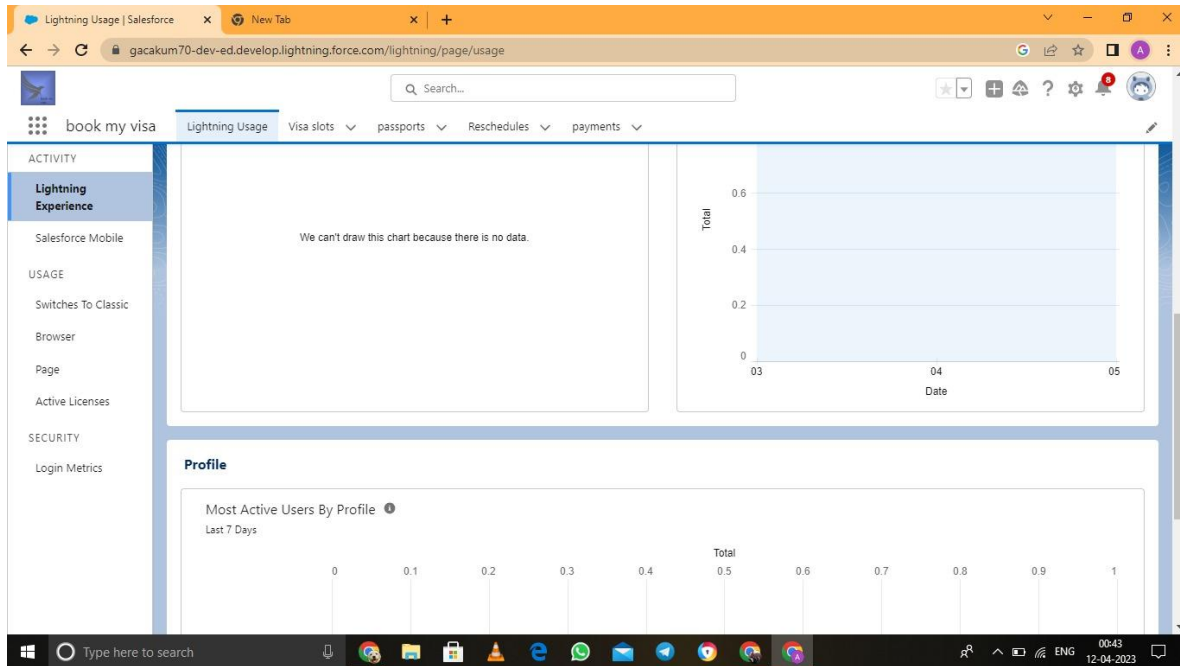 Lightning Usage | Salesforce
New Tab
gacakum70-dev-ed.develop.lightning.force.com/lightning/page/usage
G
A
Search...
8
book my visa
Lightning Usage
Visa slots
passports
Reschedules
payments
ACTIVITY
Lightning
Experience
Salesforce Mobile
USAGE
Switches To Classic
Browser
Page
Active Licenses
SECURITY
Login Metrics
We can't draw this chart because there is no data.
Total
0.6
0.4
0.2
0
03 04 05
Date
Profile
Most Active Users By Profile
Last 7 Days
Total
0 0.1 0.2 0.3 0.4 0.5 0.6 0.7 0.8 0.9 1
Type here to search
ENG
00:43
12-04-2023